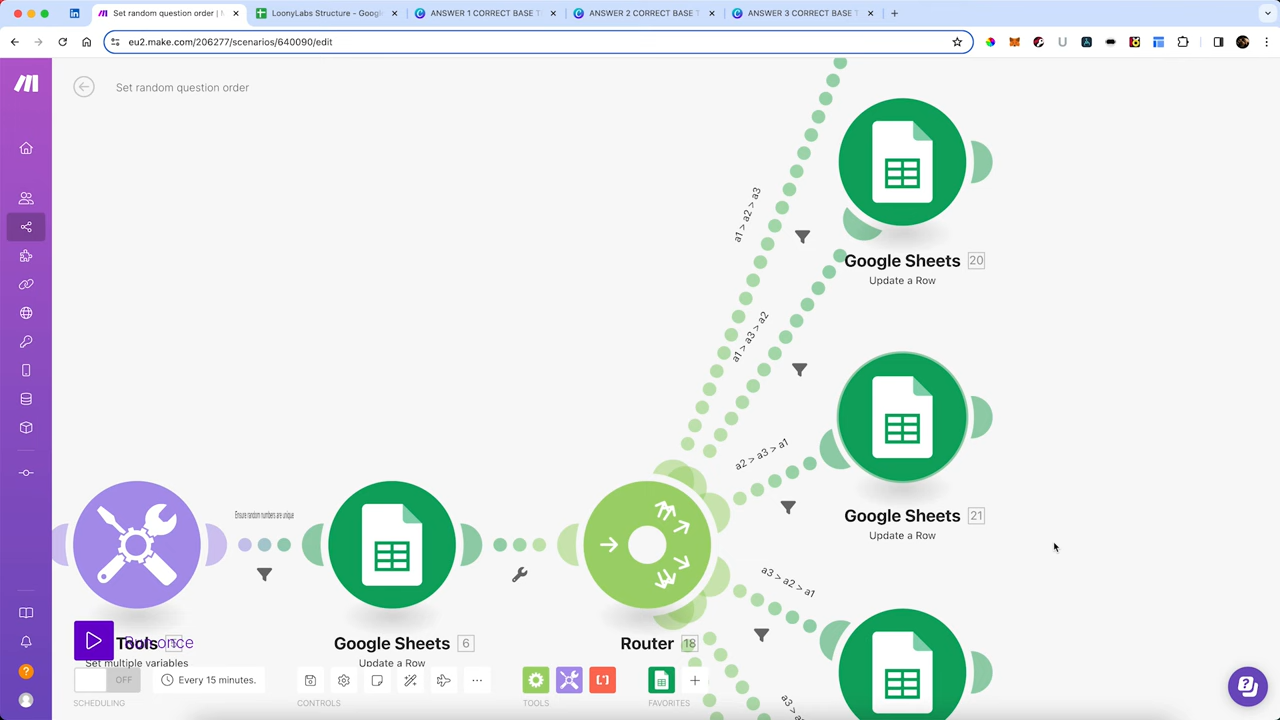 Set random question order | M
LoonyLabs Structure - Google
ANSWER 1 CORRECT BASE T
ANSWER 2 CORRECT BASE T
ANSWER 3 CORRECT BASE T
eu2.make.com/206277/scenarios/640090/edit
Set random question order
a1 > a2 > a3
Google Sheets 20
Update a Row
a1 > a3 > a2
a2 > a3 > a1
Google Sheets 21
Update a Row
Ensure random numbers are unique
a3 > a2 > a1
Tools
Run once
Set multiple variables
Google Sheets 6
Update a Row
Router 18
OFF
Every 15 minutes.
SCHEDULING
CONTROLS
TOOLS
FAVORITES